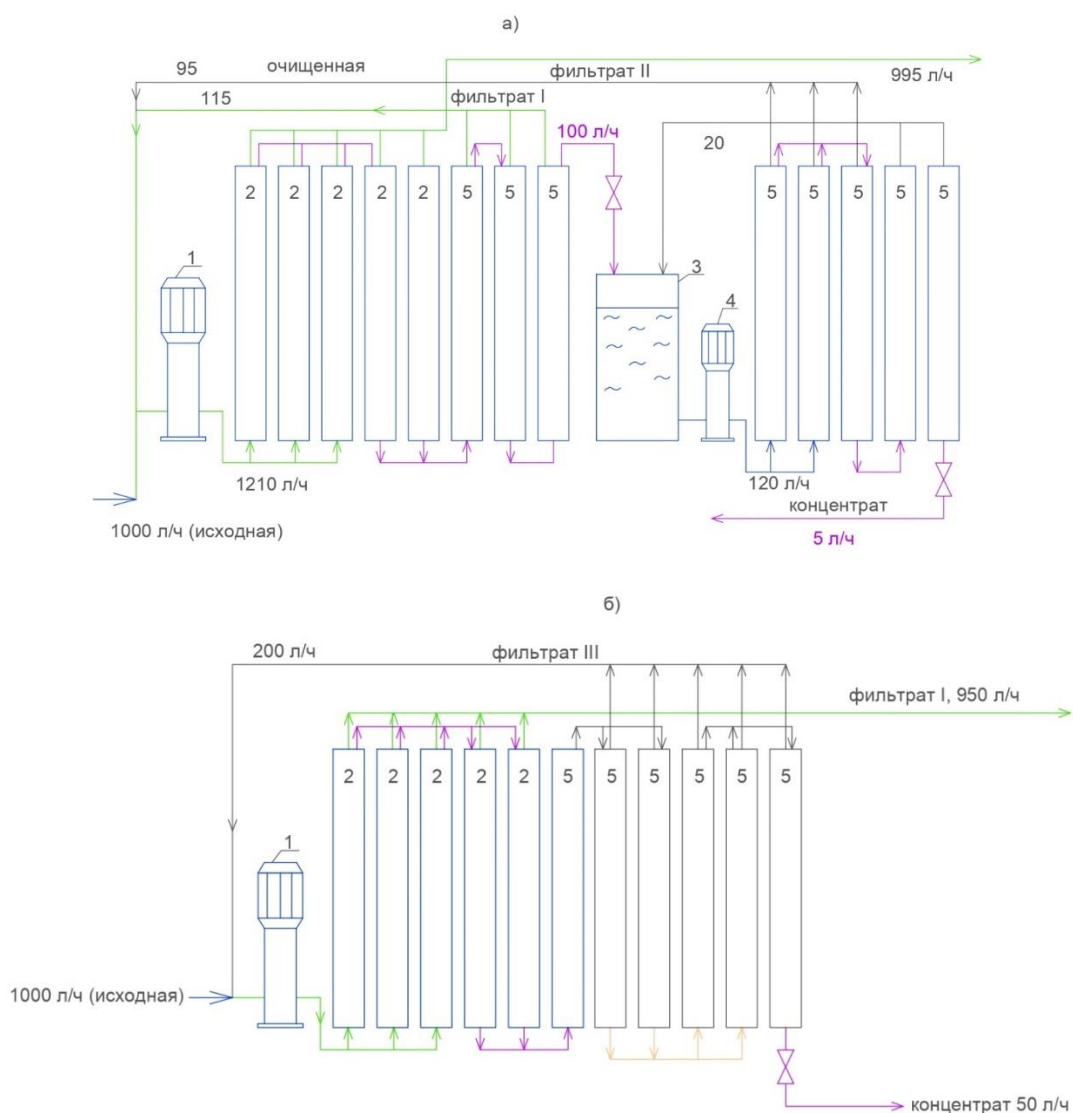 а)
95 очищенная фильтрат II 995 л/ч
115 фильтрат I
100 л/ч 20
2 2 2 2 2 5 5 5 5 5 5 5 5
1 3 4
1210 л/ч 120 л/ч
концентрат
1000 л/ч (исходная) 5 л/ч
б)
200 л/ч фильтрат III
фильтрат I, 950 л/ч
2 2 2 2 2 5 5 5 5 5 5
1
1000 л/ч (исходная)
концентрат 50 л/ч